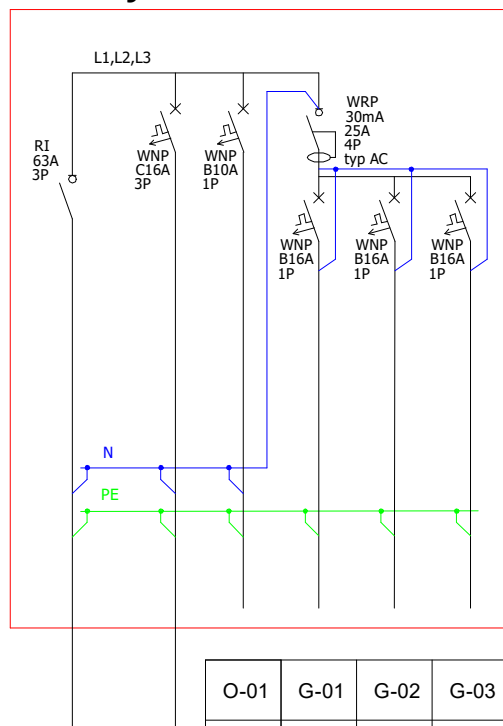 L1,L2,L3
RI
63A
3P
WNP
C16A
3P
WNP
B10A
1P
WRP
30mA
25A
4P
typ AC
WNP
B16A
1P
WNP
B16A
1P
WNP
B16A
1P
N
PE
O-01 G-01 G-02 G-03